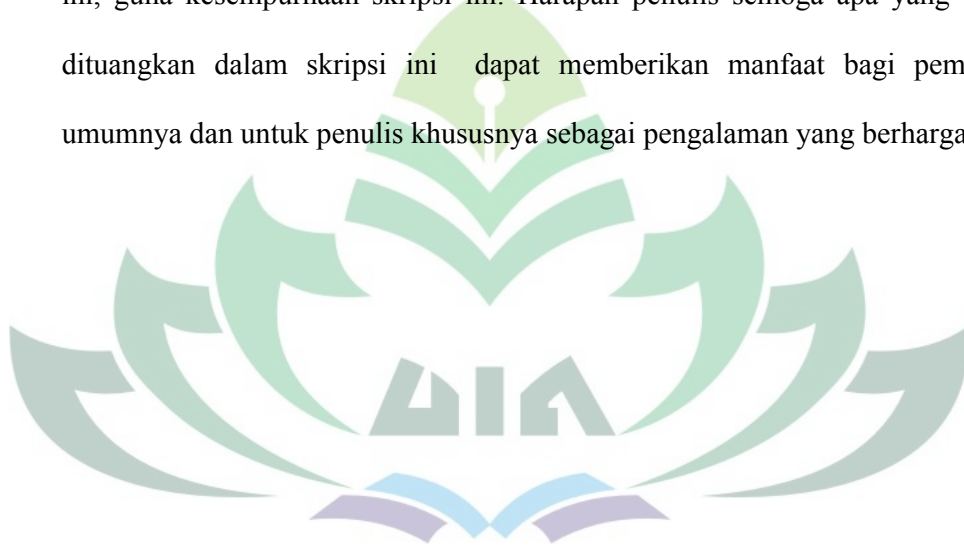 ini, guna kesempurnaan skripsi ini. Harapan penulis semoga apa yang
dituangkan dalam skripsi ini dapat memberikan manfaat bagi
umumnya dan untuk penulis khususnya sebagai pengalaman yang berharga
UIN